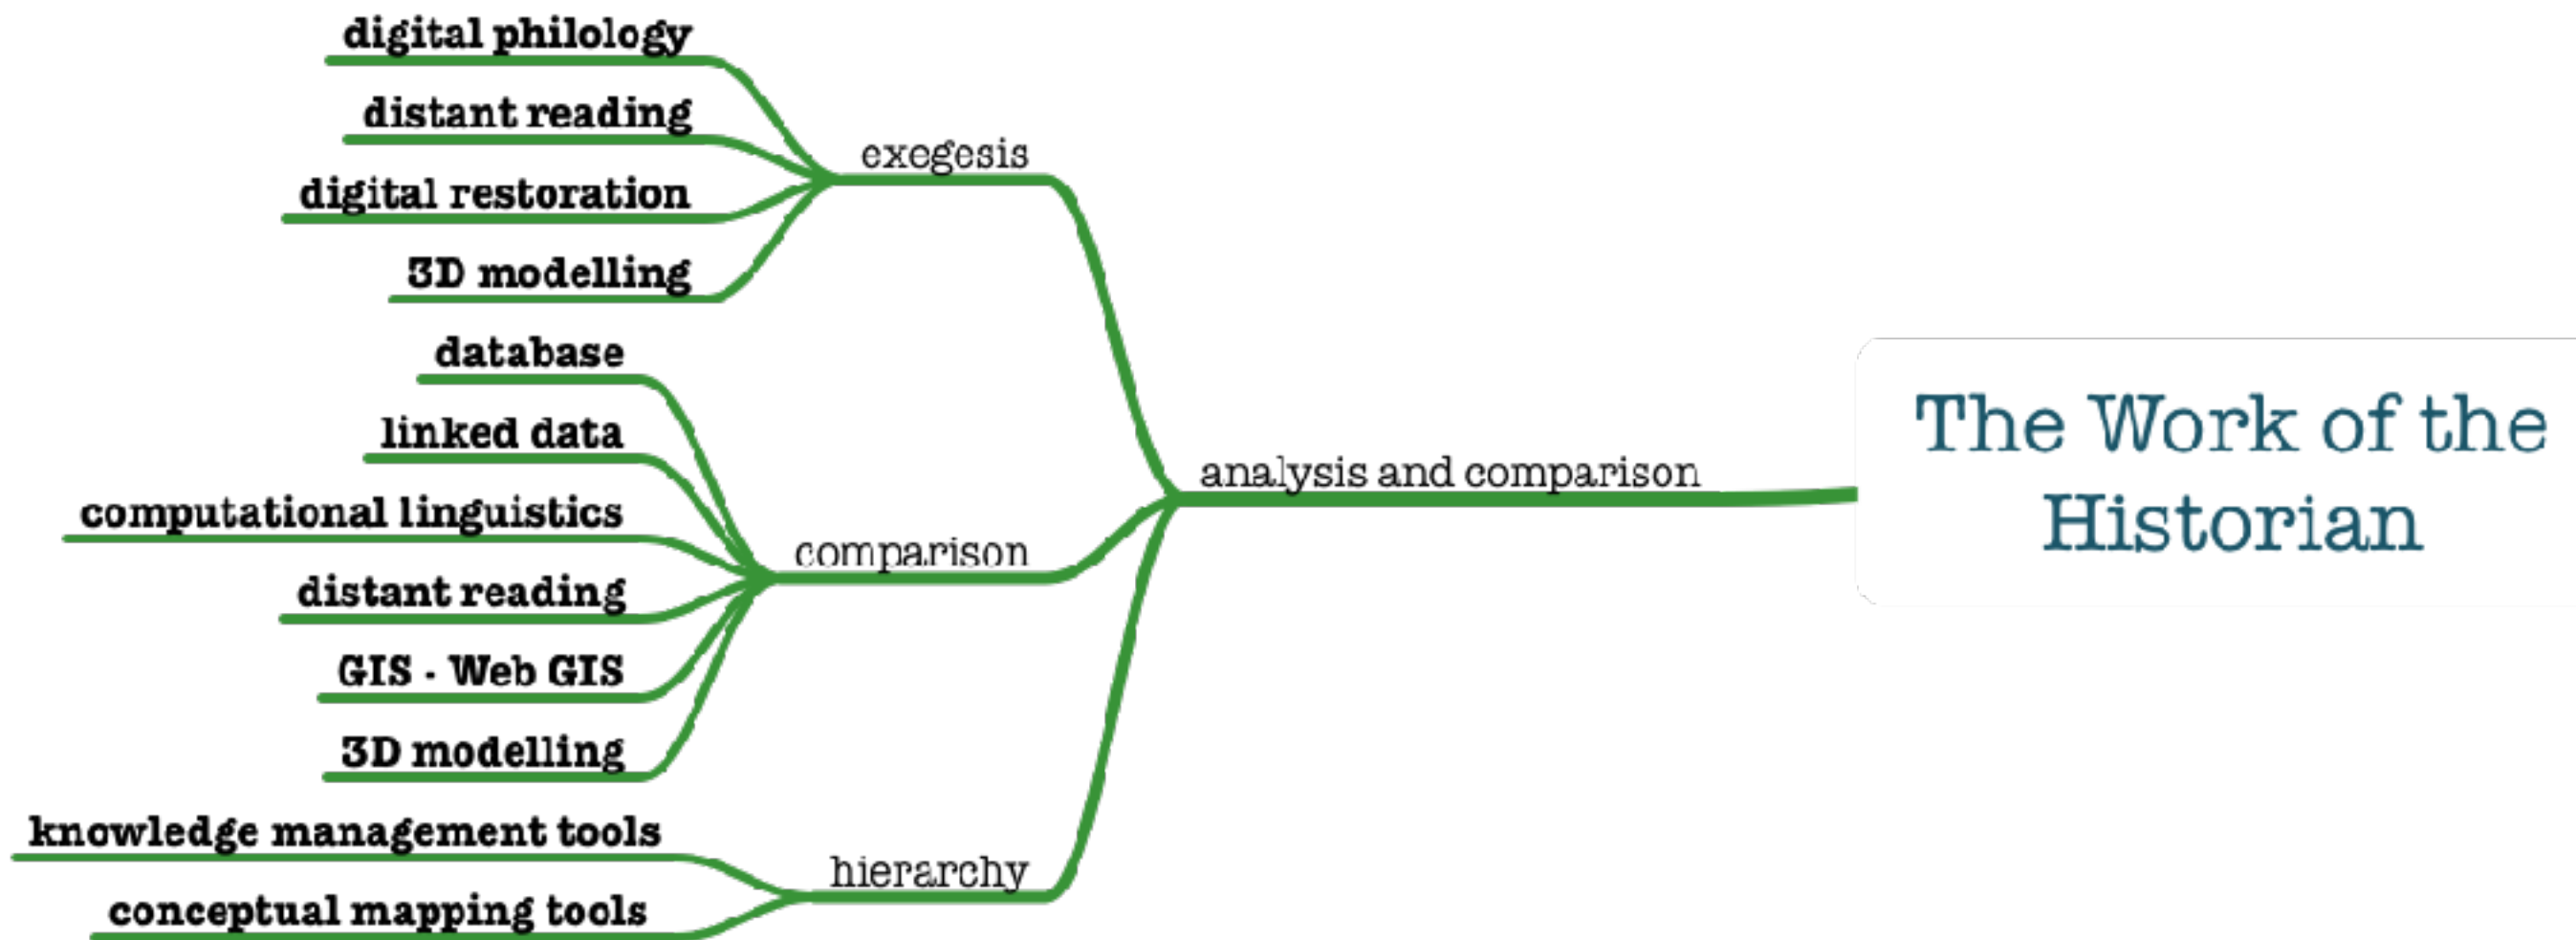 digital philology
distant reading
digital restoration
3D modelling
exegesis
database
linked data
computational linguistics
distant reading
GIS - Web GIS
3D modelling
comparison
knowledge management tools
conceptual mapping tools
hierarchy
analysis and comparison
The Work of the
Historian